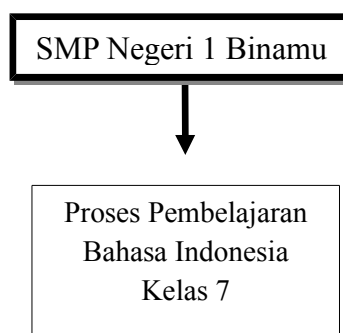 SMP Negeri 1 Binamu
Proses Pembelajaran
Bahasa Indonesia
Kelas 7